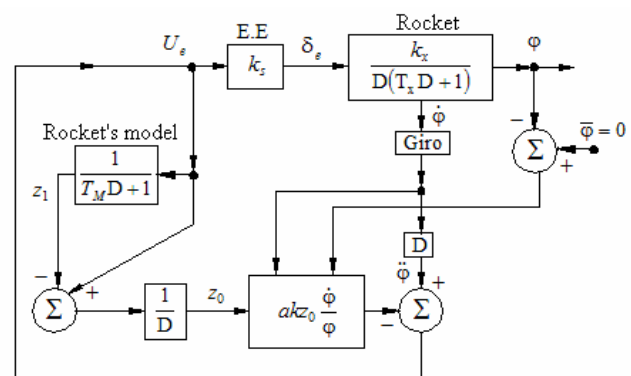 Rocket
E.E
U_e
k_s
δ_e
k_x / D(T_x D + 1)
φ
φ̇
φ̄ = 0
Rocket's model
1 / T_M D + 1
z_1
Giro
Σ
D
φ̈
Σ
1 / D
z_0
akz_0 φ̇/φ
Σ
−
+
−
+
−
+